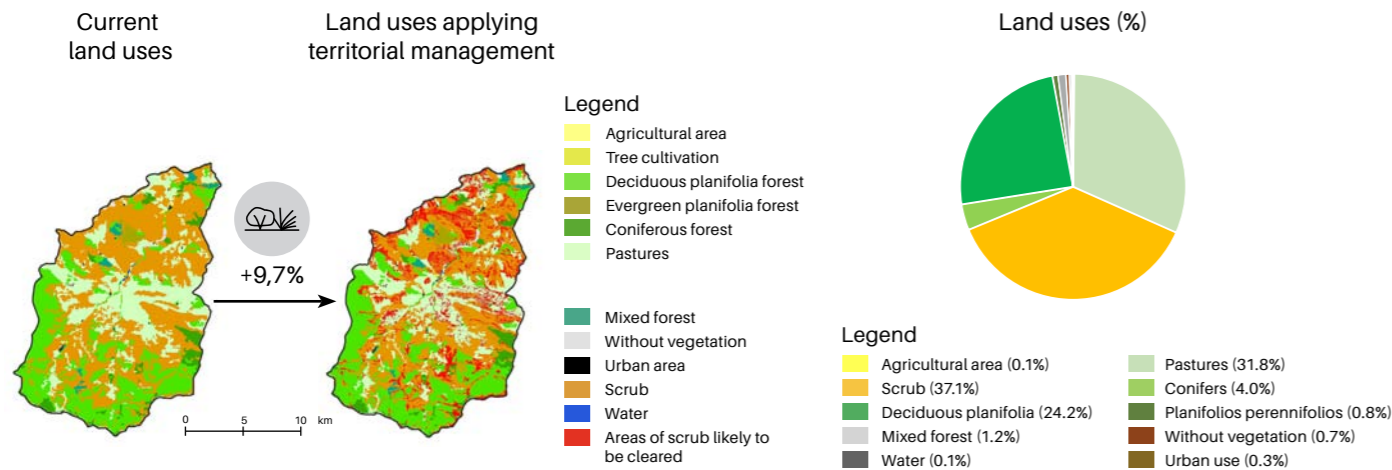 Current
land uses
Land uses applying
territorial management
Land uses (%)
+9,7%
0
5
10
km
Legend
Agricultural area
Tree cultivation
Deciduous planifolia forest
Evergreen planifolia forest
Coniferous forest
Pastures
Mixed forest
Without vegetation
Urban area
Scrub
Water
Areas of scrub likely to
be cleared
Legend
Agricultural area (0.1%)
Scrub (37.1%)
Deciduous planifolia (24.2%)
Mixed forest (1.2%)
Water (0.1%)
Pastures (31.8%)
Conifers (4.0%)
Planifolios perennifolios (0.8%)
Without vegetation (0.7%)
Urban use (0.3%)